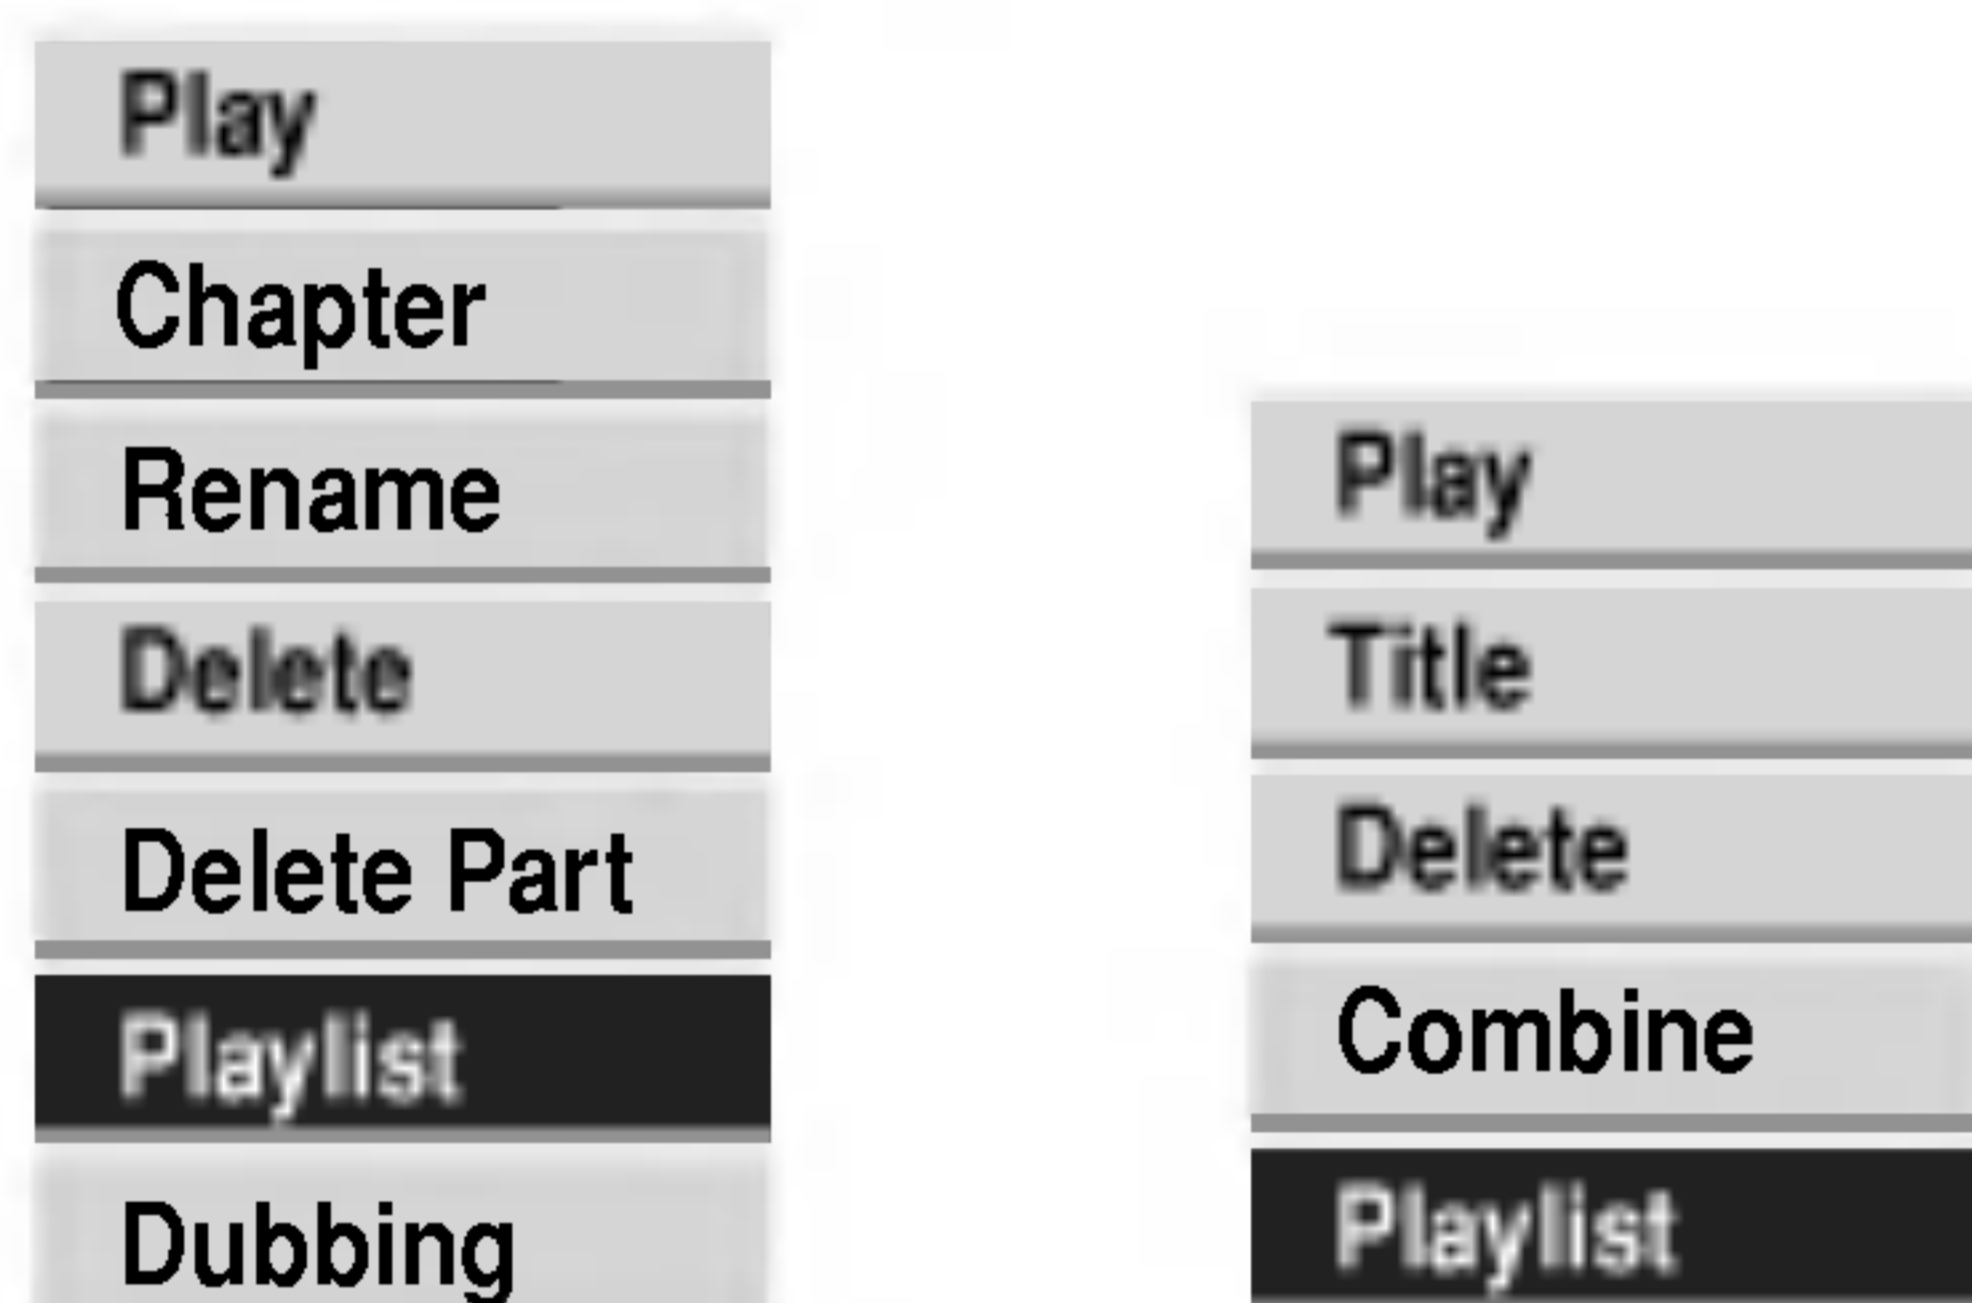 Play
Chapter
Rename
Delete
Delete Part
Playlist
Dubbing
Play
Title
Delete
Combine
Playlist